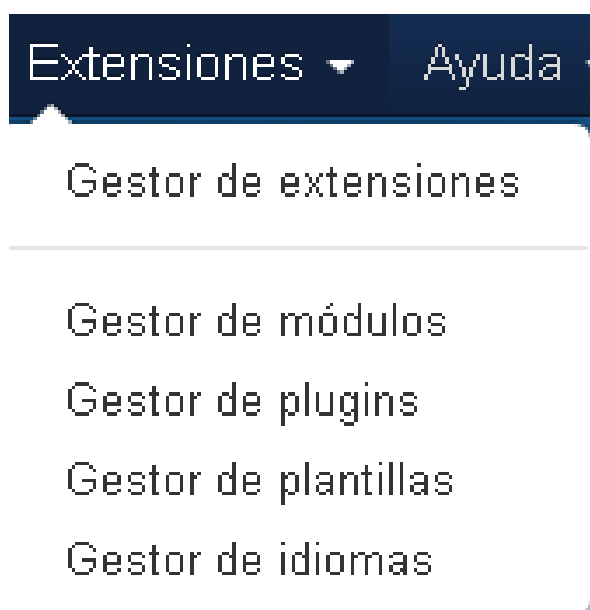 Extensiones Ayuda
Gestor de extensiones
Gestor de módulos
Gestor de plugins
Gestor de plantillas
Gestor de idiomas